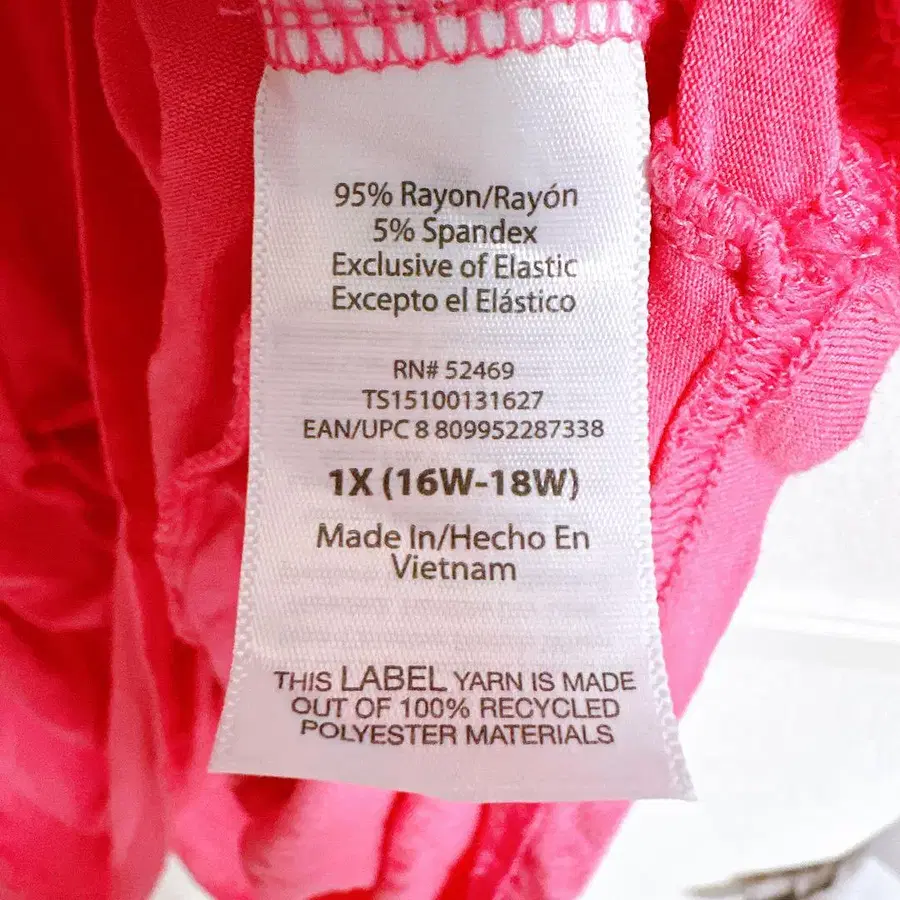 95% Rayon/Rayón
5% Spandex
Exclusive of Elastic
Excepto el Elástico
RN# 52469
TS15100131627
EAN/UPC 8 809952287338
1X (16W-18W)
Made In/Hecho En
Vietnam
THIS LABEL YARN IS MADE
OUT OF 100% RECYCLED
POLYESTER MATERIALS